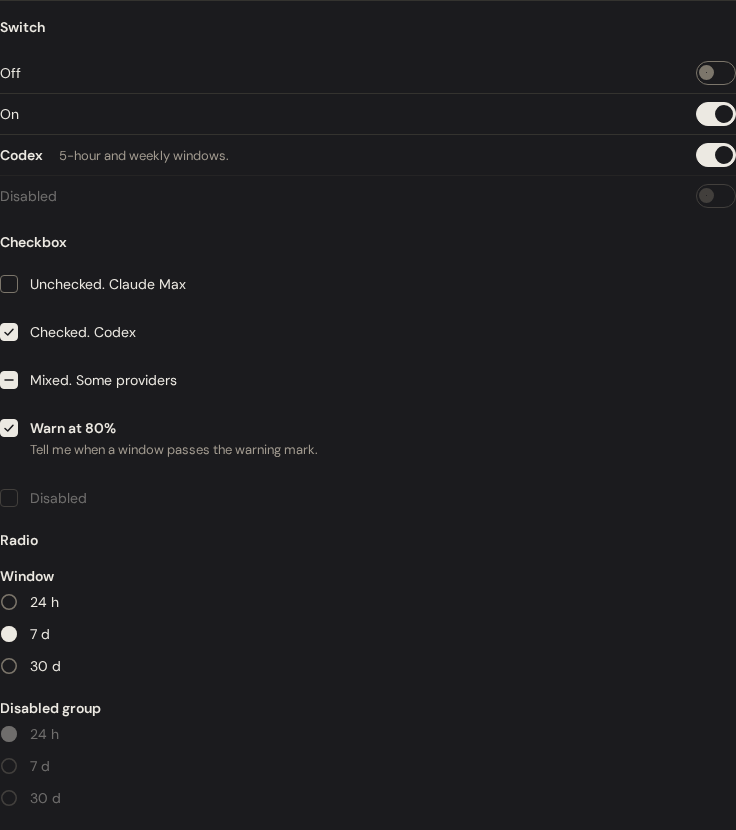 Switch
Off
On
Codex 5-hour and weekly windows.
Disabled
Checkbox
Unchecked. Claude Max
Checked. Codex
Mixed. Some providers
Warn at 80%
Tell me when a window passes the warning mark.
Disabled
Radio
Window
24 h
7 d
30 d
Disabled group
24 h
7 d
30 d